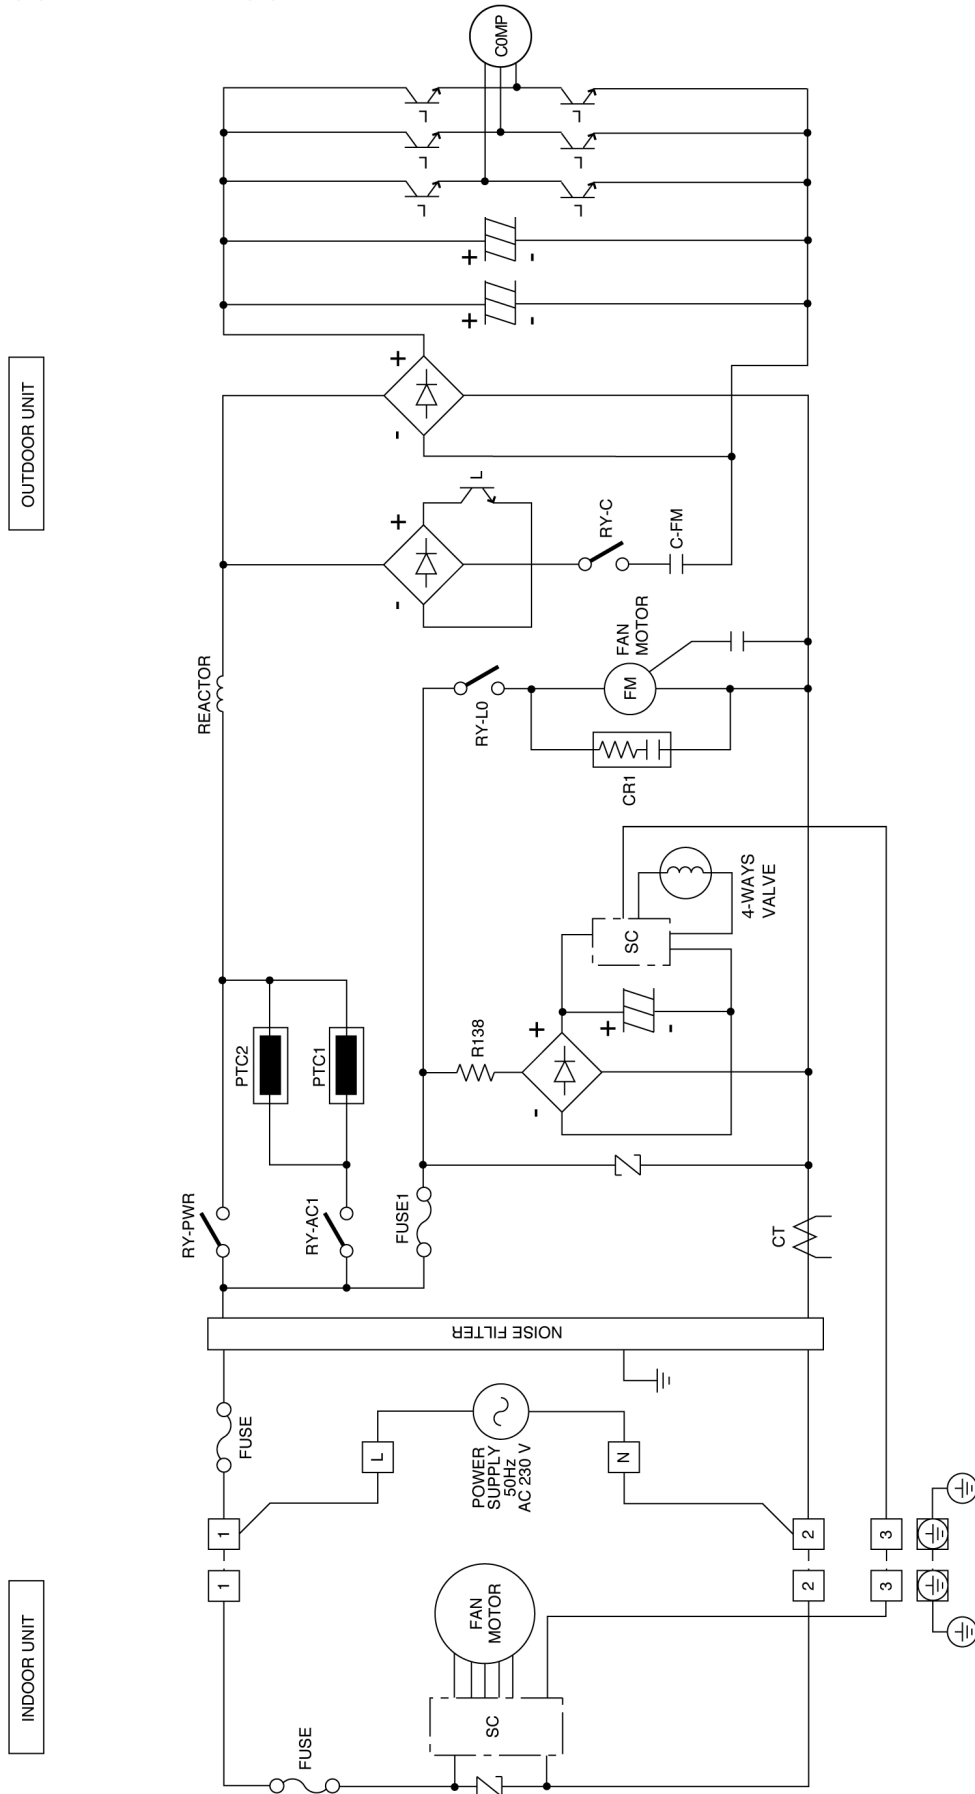 COMP
+
-
+
-
OUTDOOR UNIT
+
-
L
+
-
RY-C
C-FM
REACTOR
FAN
MOTOR
FM
RY-L0
CR1
4-WAYS
VALVE
SC
R138
+
-
+
-
PTC2
PTC1
RY-PWR
RY-AC1
FUSE1
CT
NOISE FILTER
FUSE
L
POWER
SUPPLY
50Hz
AC 230 V
N
1
2
3
1
2
3
INDOOR UNIT
FAN
MOTOR
SC
FUSE